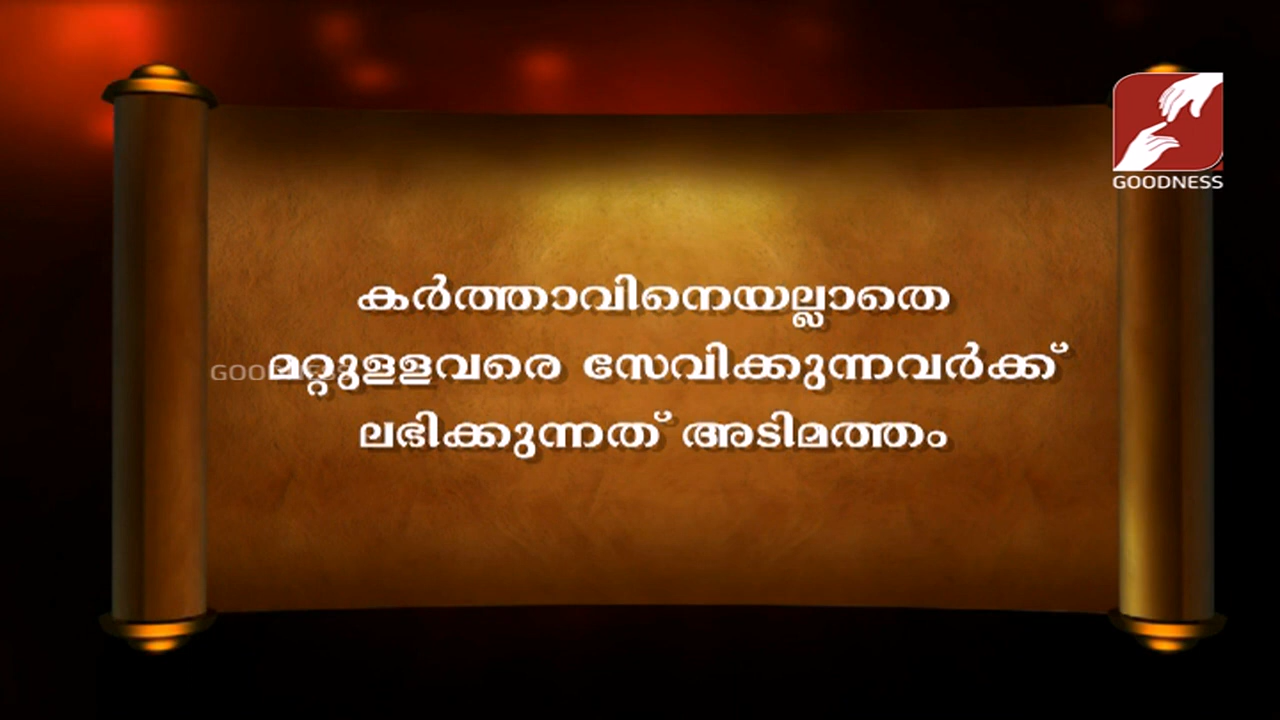 GOODNESS
കർത്താവിനെയല്ലാതെ
മറ്റുള്ളവരെ സേവിക്കുന്നവർക്ക്
ലഭിക്കുന്നത് അടിമത്തം